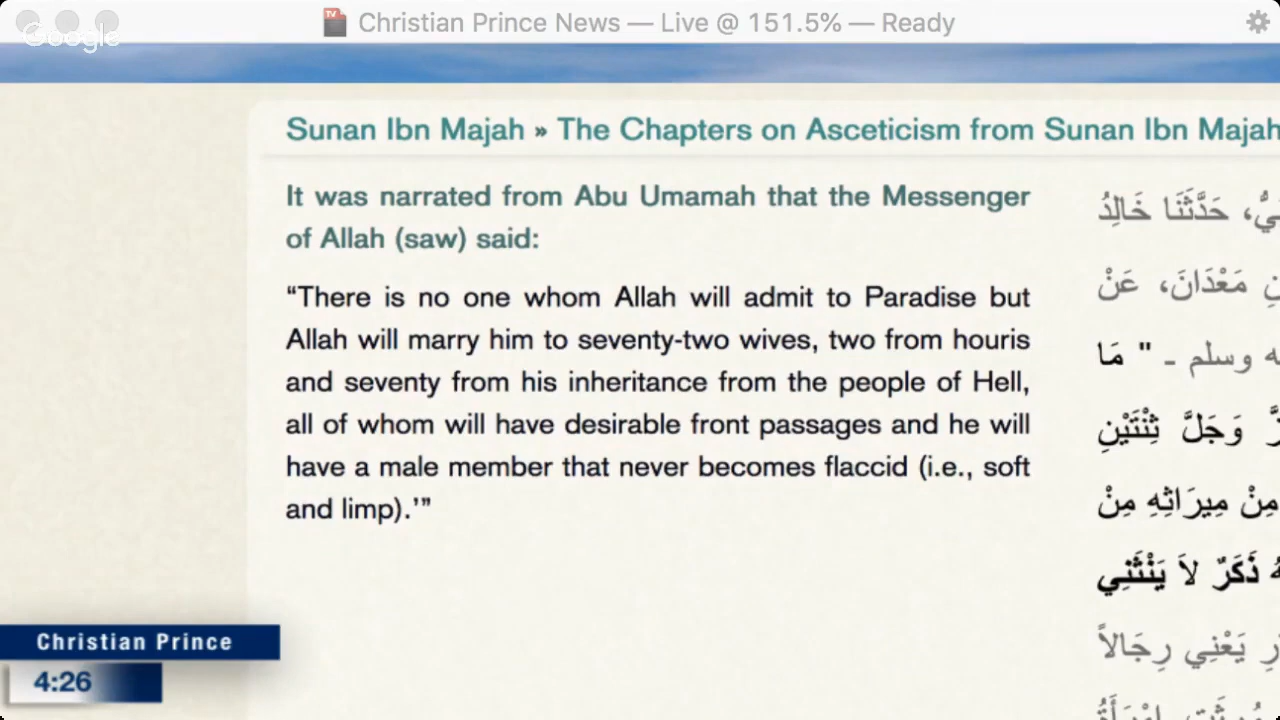 Christian Prince News — Live @ 151.5% — Ready
Google
Sunan Ibn Majah » The Chapters on Asceticism from Sunan Ibn Majah
It was narrated from Abu Umamah that the Messenger
of Allah (saw) said:
“There is no one whom Allah will admit to Paradise but
Allah will marry him to seventy-two wives, two from houris
and seventy from his inheritance from the people of Hell,
all of whom will have desirable front passages and he will
have a male member that never becomes flaccid (i.e., soft
and limp).’”
حَدَّثَنَا خَالِدُ
مَعْدَانَ، عَنْ
وسلم ـ " مَا
وَجَلَّ ثِنْتَيْنِ
مِنْ مِيرَاثِهِ مِنْ
ذَكَرٌ لاَ يَنْثَنِي
يَعْنِي رِجَالاً
Christian Prince
4:26